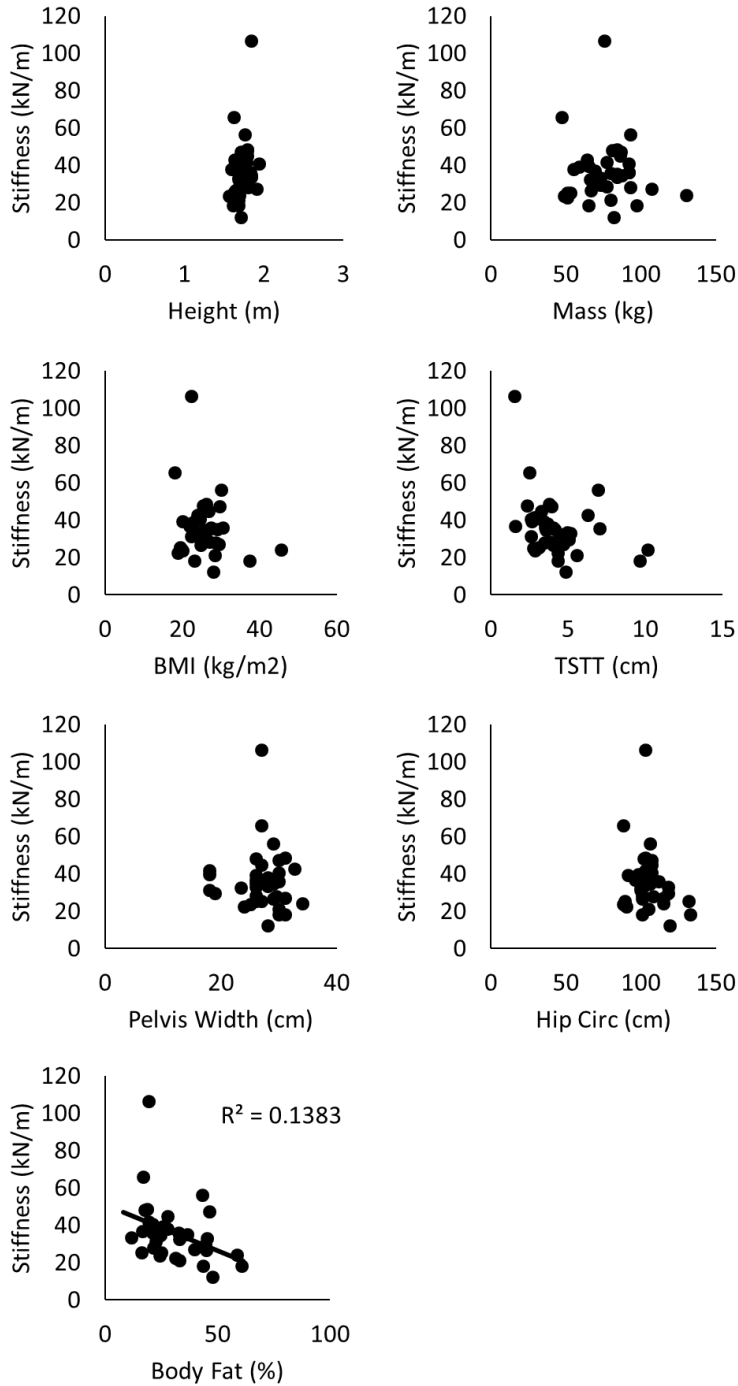 Stiffness (kN/m)
120
100
80
60
40
20
0
0 1 2 3
Height (m)
Stiffness (kN/m)
120
100
80
60
40
20
0
0 50 100 150
Mass (kg)
Stiffness (kN/m)
120
100
80
60
40
20
0
0 20 40 60
BMI (kg/m2)
Stiffness (kN/m)
120
100
80
60
40
20
0
0 5 10 15
TSTT (cm)
Stiffness (kN/m)
120
100
80
60
40
20
0
0 20 40
Pelvis Width (cm)
Stiffness (kN/m)
120
100
80
60
40
20
0
0 50 100 150
Hip Circ (cm)
Stiffness (kN/m)
120
100
80
60
40
20
0
R² = 0.1383
0 50 100
Body Fat (%)